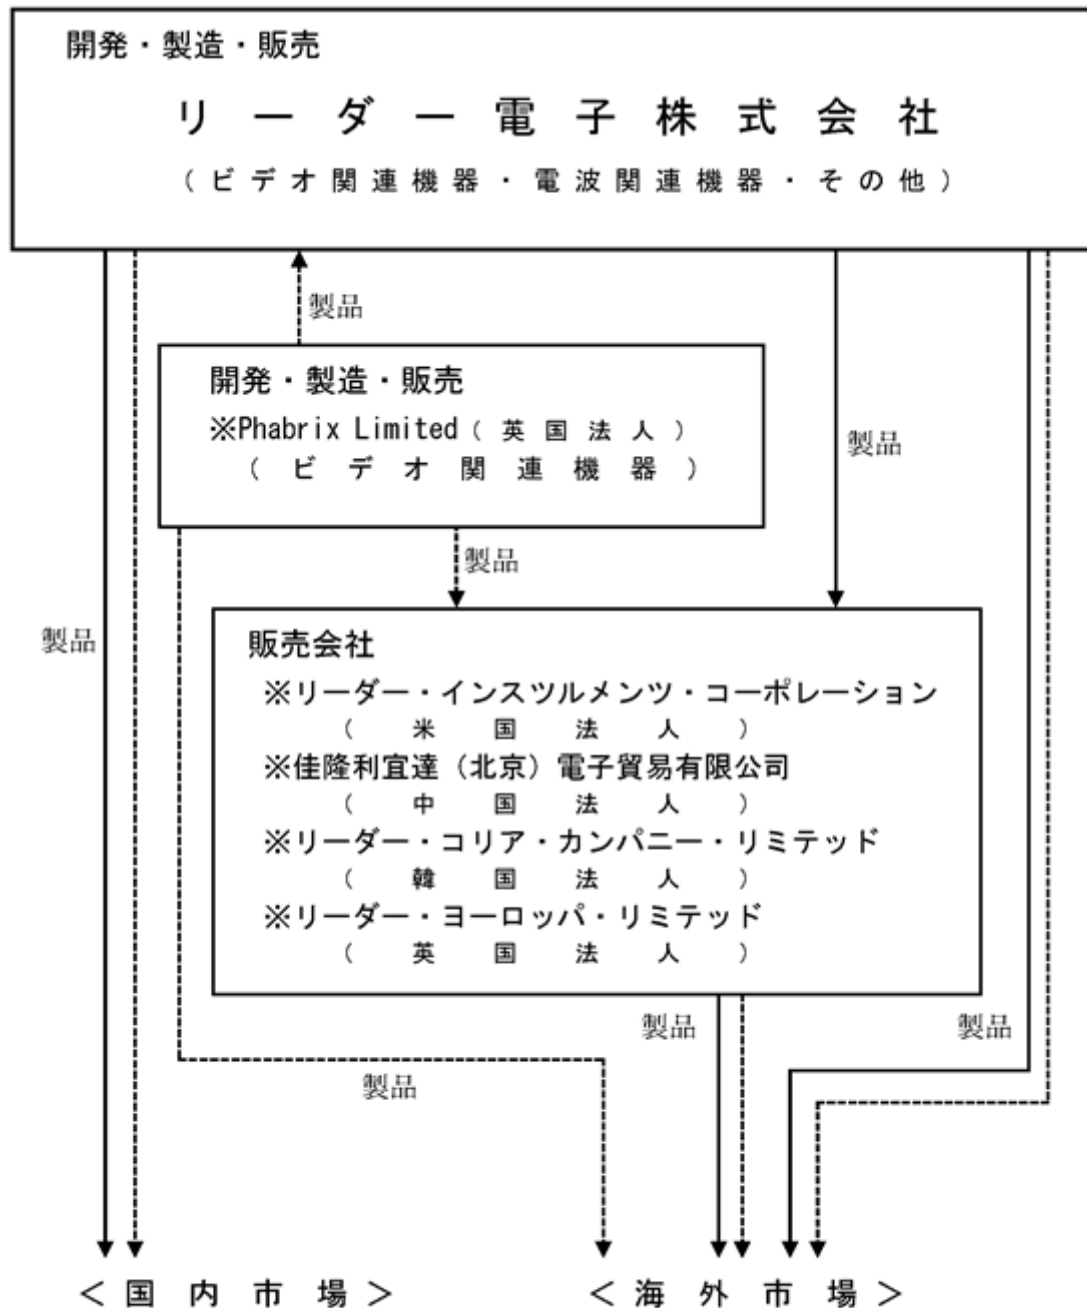 開発・製造・販売
リーダー電子株式会社
（ビデオ関連機器・電波関連機器・その他）
製品
開発・製造・販売
※Phabrix Limited（英国法人）
（ビデオ関連機器）
製品
製品
製品
販売会社
※リーダー・インスツルメンツ・コーポレーション
（米国法人）
※佳隆利宜達（北京）電子貿易有限公司
（中国法人）
※リーダー・コリア・カンパニー・リミテッド
（韓国法人）
※リーダー・ヨーロッパ・リミテッド
（英国法人）
製品
製品
製品
＜国内市場＞
＜海外市場＞